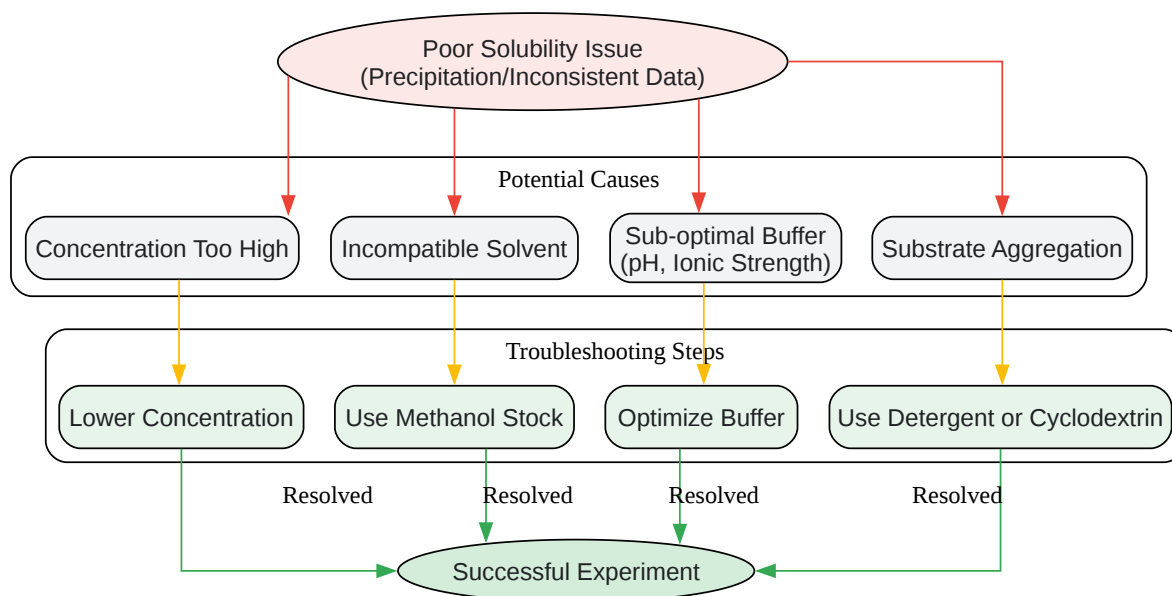 Poor Solubility Issue
(Precipitation/Inconsistent Data)
Potential Causes
Concentration Too High
Incompatible Solvent
Sub-optimal Buffer
(pH, Ionic Strength)
Substrate Aggregation
Troubleshooting Steps
Lower Concentration
Use Methanol Stock
Optimize Buffer
Use Detergent or Cyclodextrin
Resolved
Resolved
Resolved
Resolved
Successful Experiment